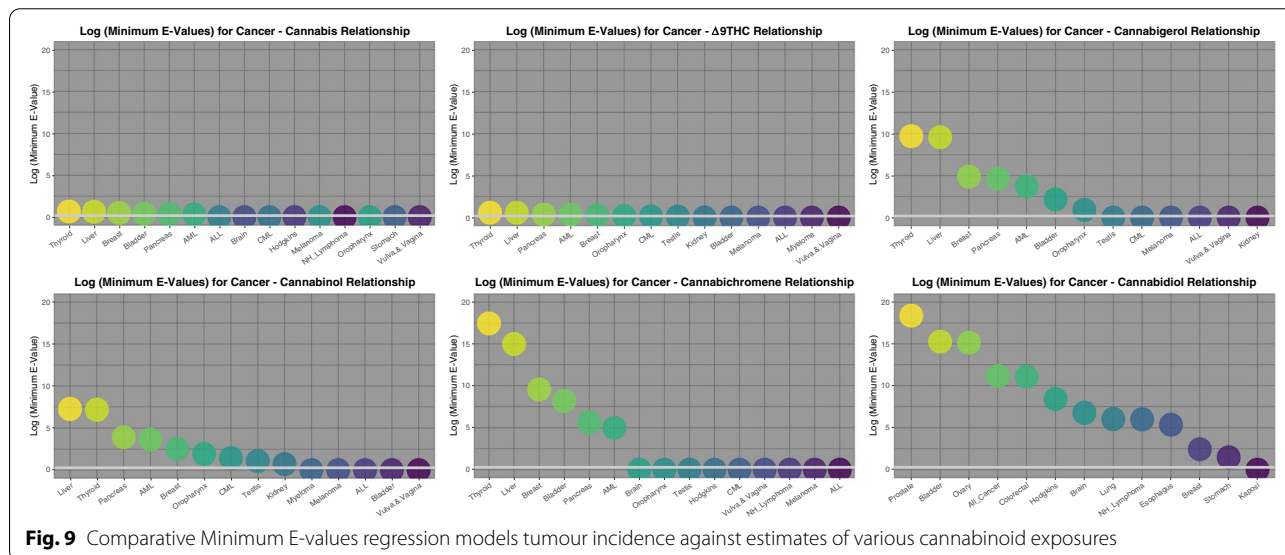 Log (Minimum E-Values) for Cancer - Cannabis Relationship
Log (Minimum E-Value)
20
15
10
5
0
Thyroid Liver Breast Bladder Pancreas AML ALL Brain CML Hodgkins Melanoma NH_Lymphoma Oropharynx Stomach Vulva.&.Vagina
Log (Minimum E-Values) for Cancer - Δ9THC Relationship
Log (Minimum E-Value)
20
15
10
5
0
Thyroid Liver Pancreas AML Breast Oropharynx CML Testis Kidney Bladder Melanoma ALL Myeloma Vulva.&.Vagina
Log (Minimum E-Values) for Cancer - Cannabigerol Relationship
Log (Minimum E-Value)
20
15
10
5
0
Thyroid Liver Breast Pancreas AML Bladder Oropharynx Testis CML Melanoma ALL Vulva.&.Vagina Kidney
Log (Minimum E-Values) for Cancer - Cannabinol Relationship
Log (Minimum E-Value)
20
15
10
5
0
Liver Thyroid Pancreas AML Breast Oropharynx CML Testis Kidney Myeloma Melanoma ALL Bladder Vulva.&.Vagina
Log (Minimum E-Values) for Cancer - Cannabichromene Relationship
Log (Minimum E-Value)
20
15
10
5
0
Thyroid Liver Breast Bladder Pancreas AML Brain Oropharynx Testis Hodgkins CML Vulva.&.Vagina NH_Lymphoma Melanoma ALL
Log (Minimum E-Values) for Cancer - Cannabidiol Relationship
Log (Minimum E-Value)
20
15
10
5
0
Prostate Bladder Ovary All_Cancer Colorectal Hodgkins Brain Lung NH_Lymphoma Esophagus Breast Stomach Kaposi
Fig. 9 Comparative Minimum E-values regression models tumour incidence against estimates of various cannabinoid exposures